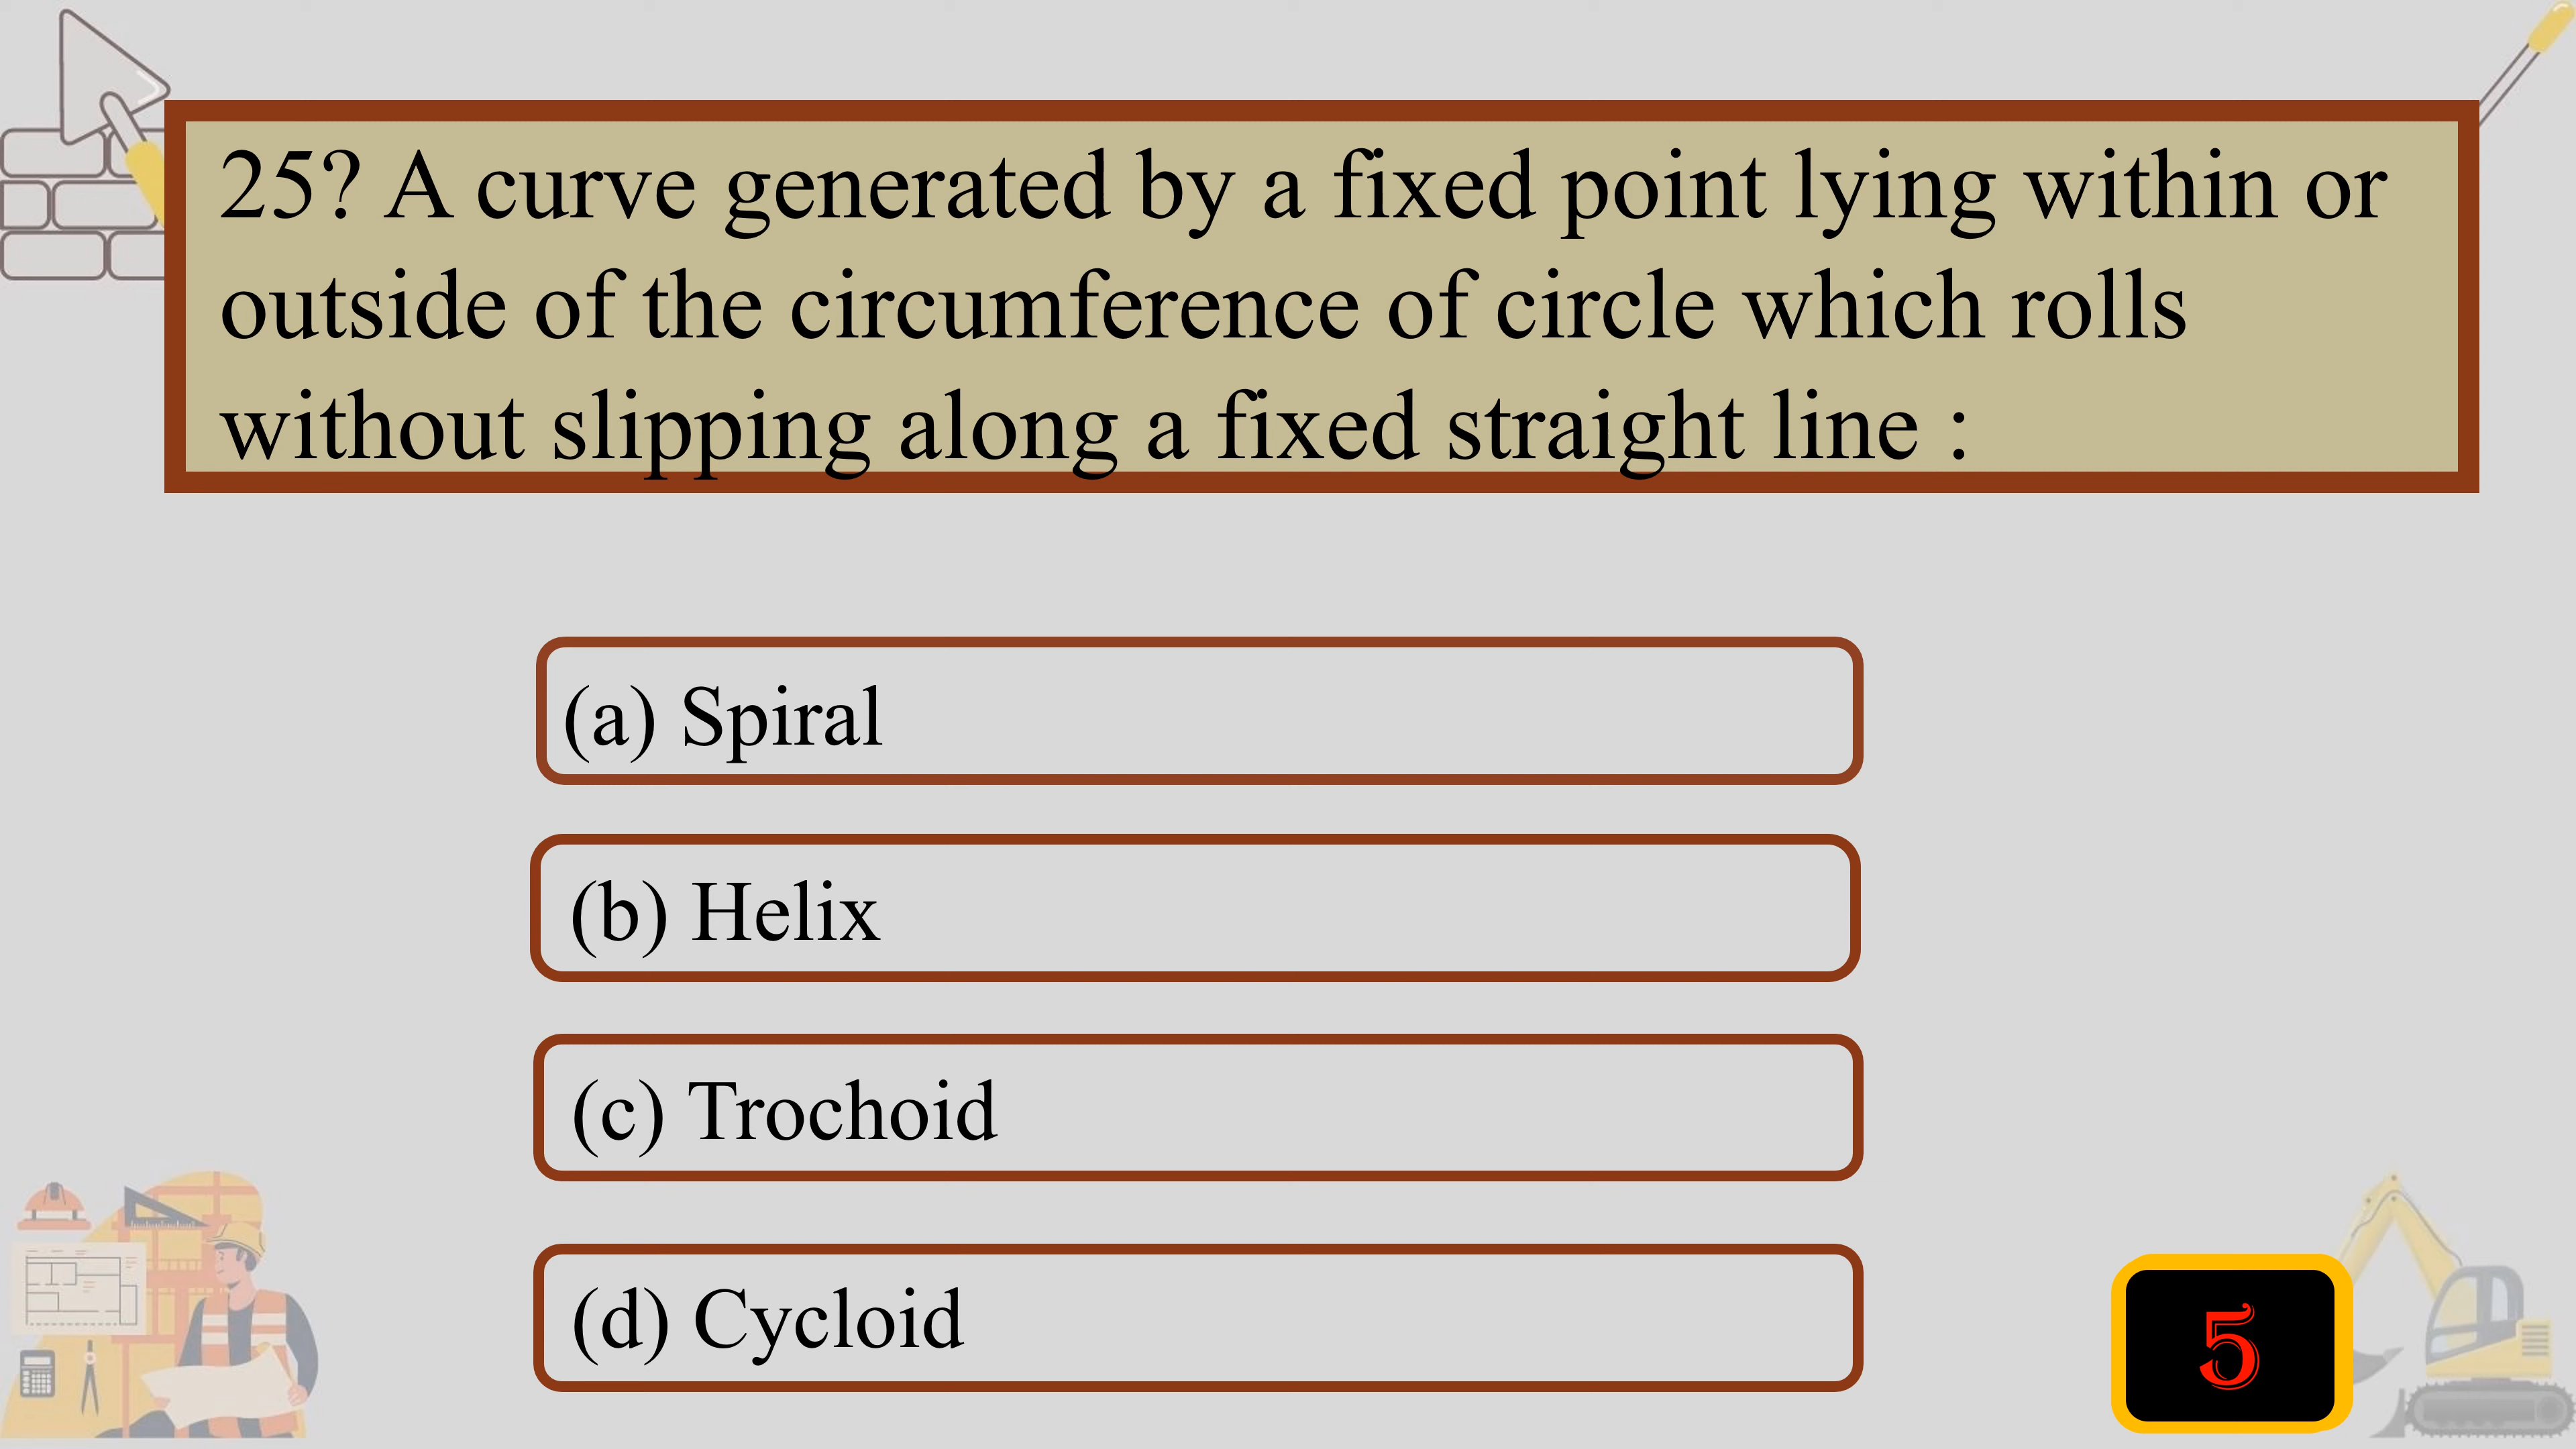 25? A curve generated by a fixed point lying within or
outside of the circumference of circle which rolls
without slipping along a fixed straight line :
(a) Spiral
(b) Helix
(c) Trochoid
(d) Cycloid
5